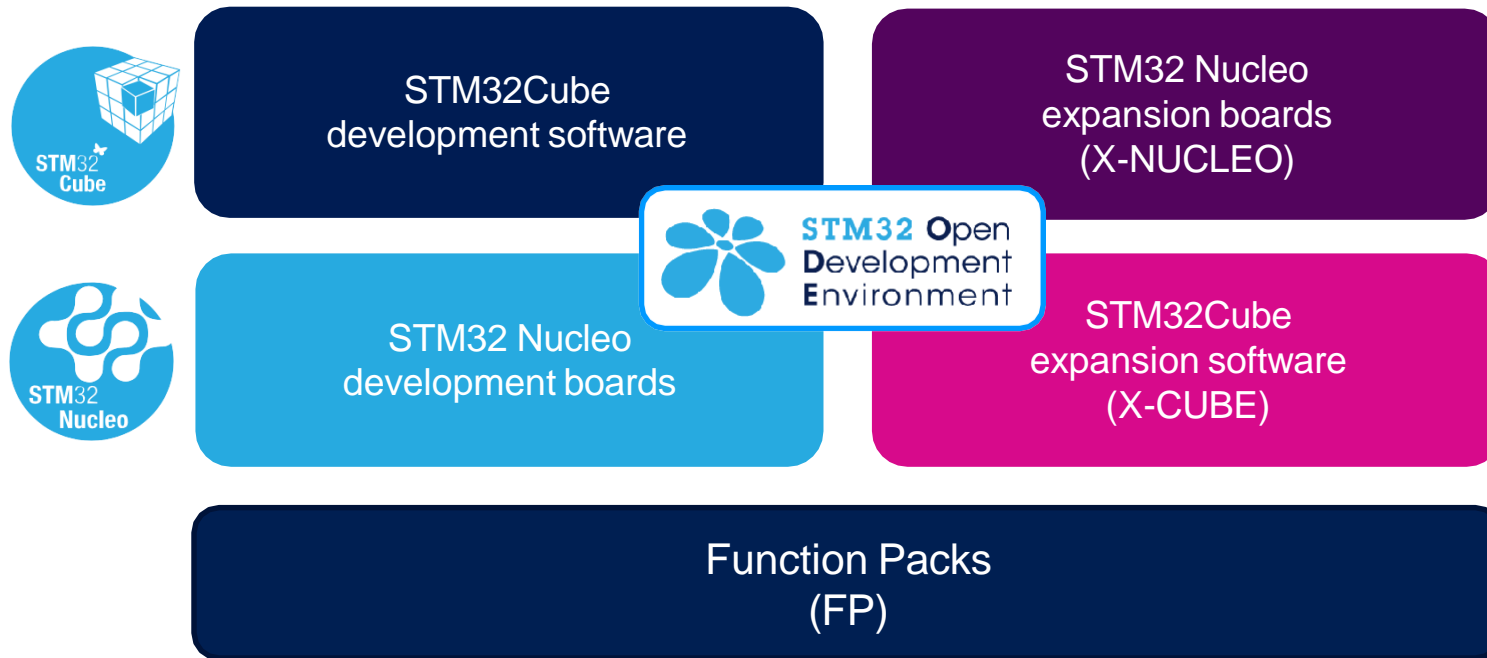 STM32
Cube
STM32Cube
development software
STM32 Nucleo
expansion boards
(X-NUCLEO)
STM32 Open
Development
Environment
STM32
Nucleo
STM32 Nucleo
development boards
STM32Cube
expansion software
(X-CUBE)
Function Packs
(FP)